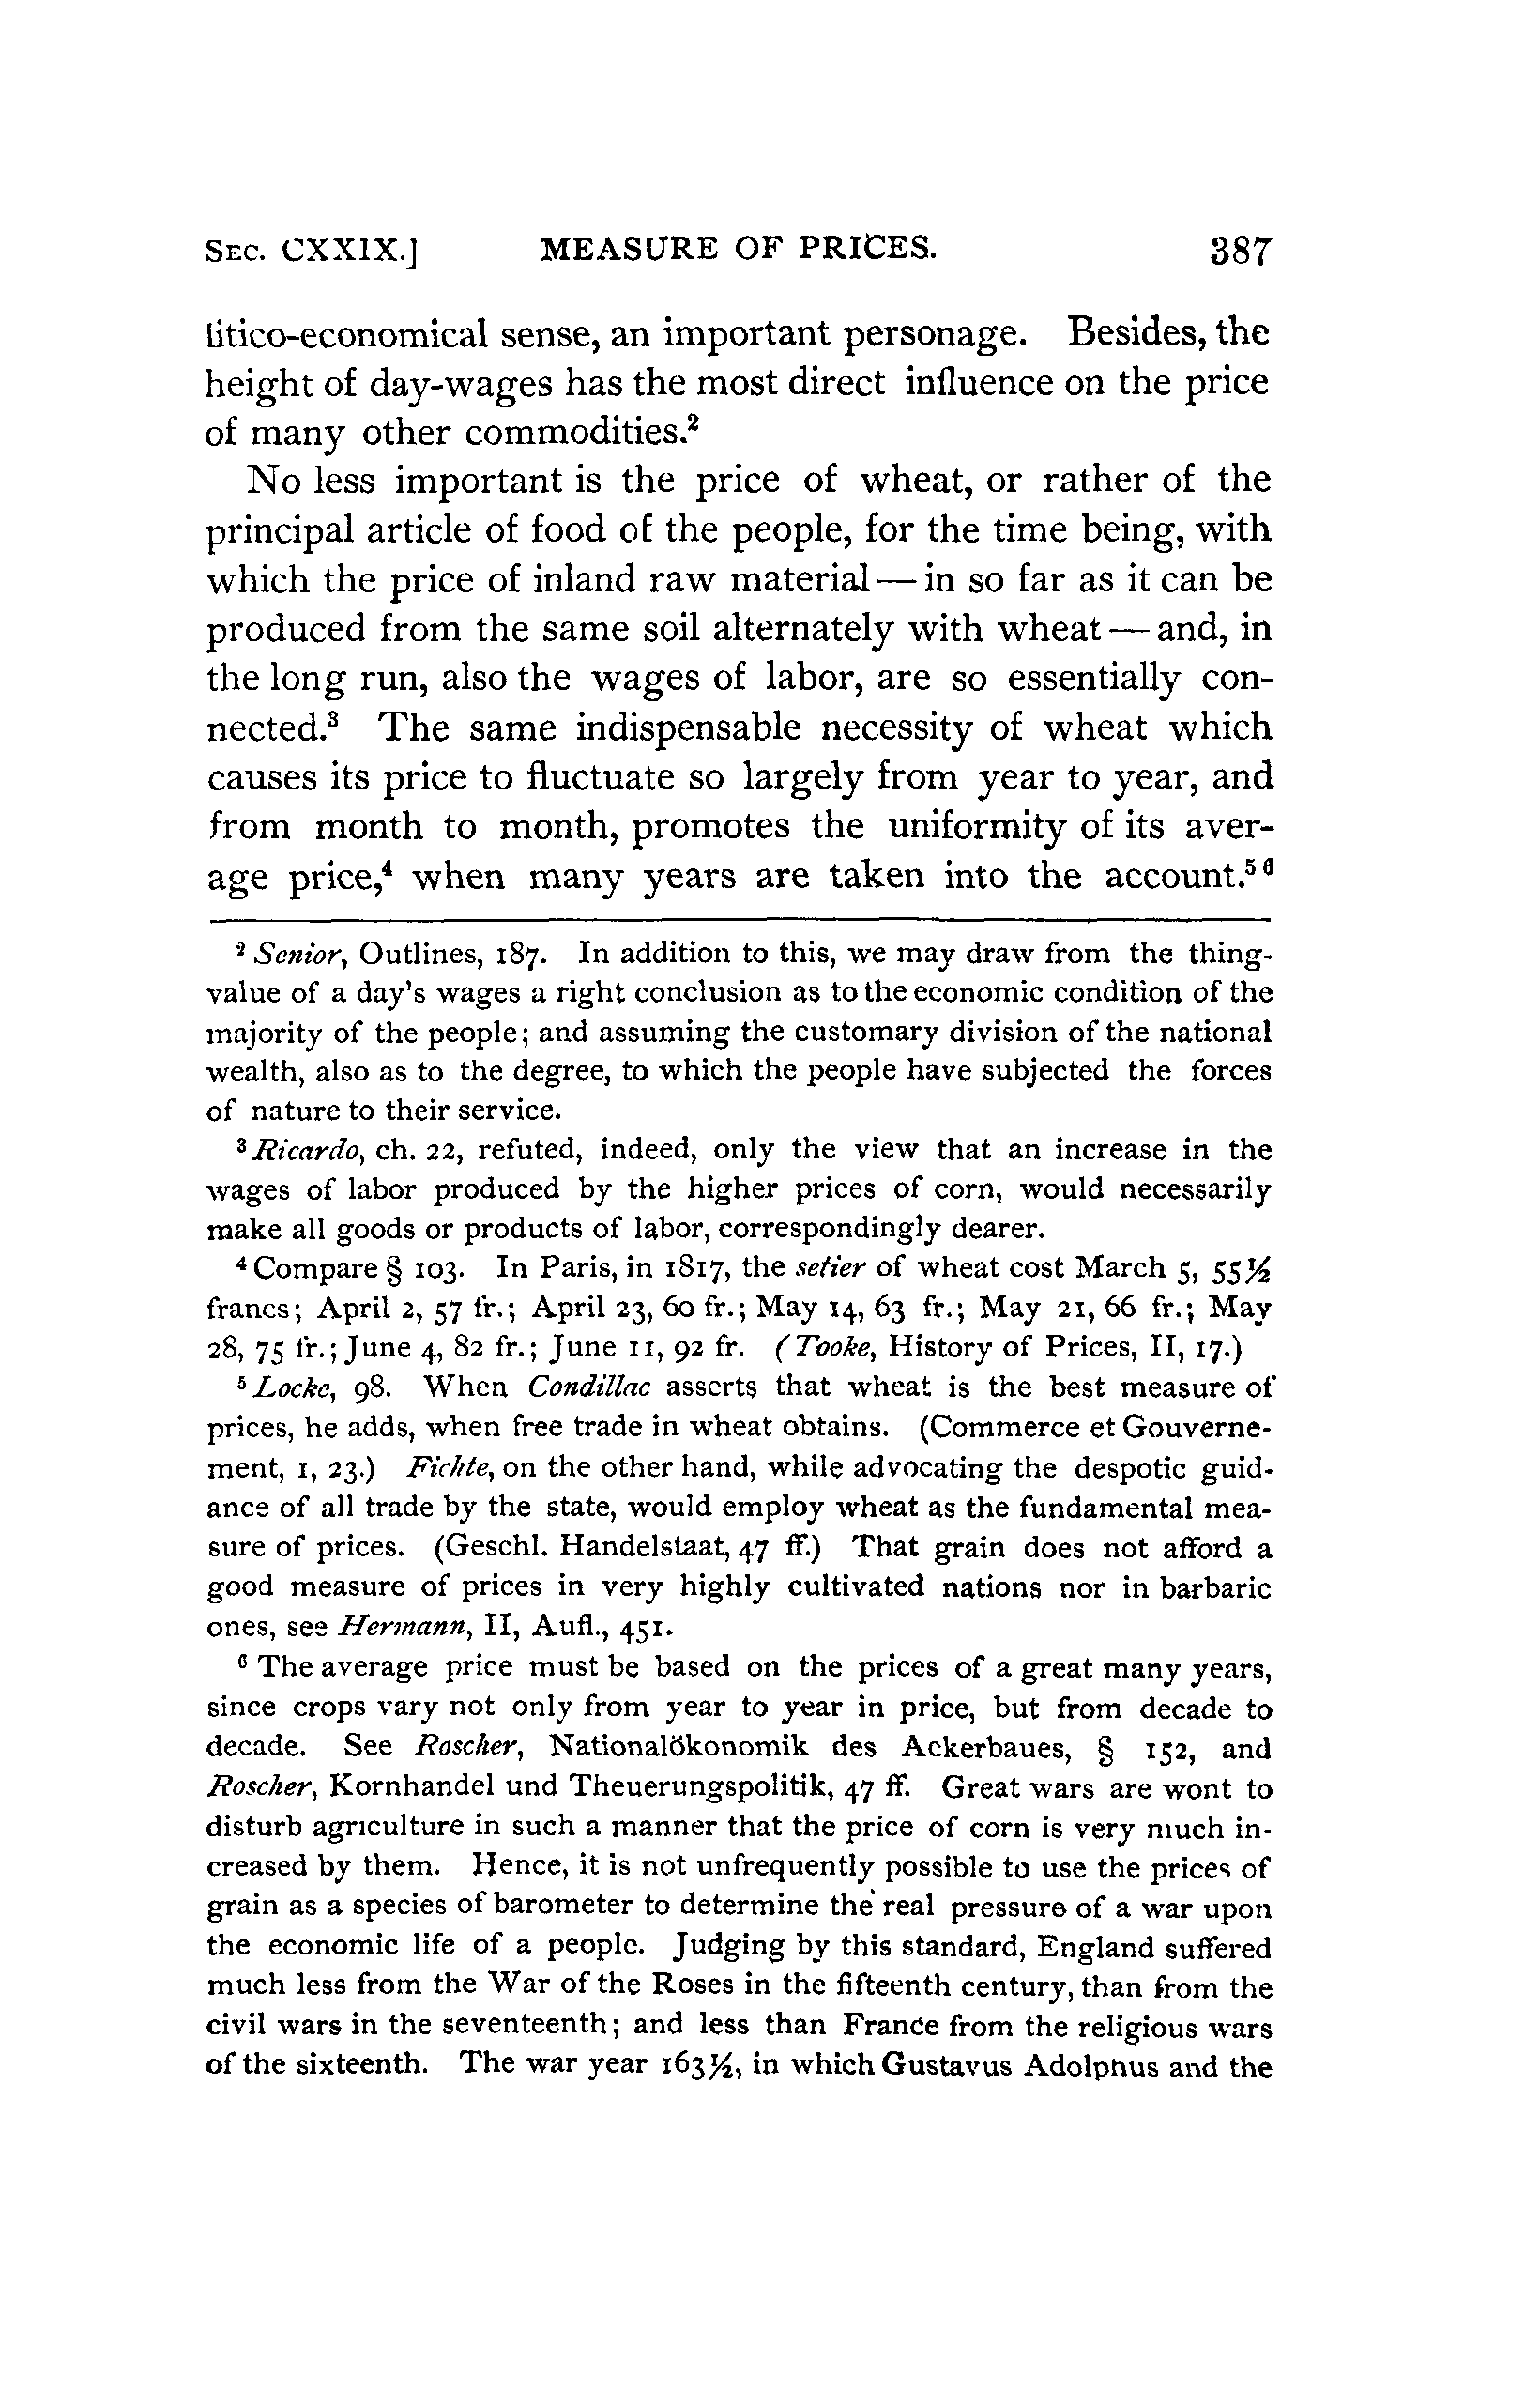 SEC. CXXIX.] MEASURE OF PRICES. 387
litico-economical sense, an important personage. Besides, the
height of day-wages has the most direct influence on the price
of many other commodities.²
No less important is the price of wheat, or rather of the
principal article of food of the people, for the time being, with
which the price of inland raw material — in so far as it can be
produced from the same soil alternately with wheat — and, in
the long run, also the wages of labor, are so essentially con-
nected.³ The same indispensable necessity of wheat which
causes its price to fluctuate so largely from year to year, and
from month to month, promotes the uniformity of its aver-
age price,⁴ when many years are taken into the account.⁵ ⁶
² Senior, Outlines, 187. In addition to this, we may draw from the thing-
value of a day's wages a right conclusion as to the economic condition of the
majority of the people; and assuming the customary division of the national
wealth, also as to the degree, to which the people have subjected the forces
of nature to their service.
³ Ricardo, ch. 22, refuted, indeed, only the view that an increase in the
wages of labor produced by the higher prices of corn, would necessarily
make all goods or products of labor, correspondingly dearer.
⁴ Compare § 103. In Paris, in 1817, the setier of wheat cost March 5, 55½
francs; April 2, 57 fr.; April 23, 60 fr.; May 14, 63 fr.; May 21, 66 fr.; May
28, 75 fr.; June 4, 82 fr.; June 11, 92 fr. (Tooke, History of Prices, II, 17.)
⁵ Locke, 98. When Condillac asserts that wheat is the best measure of
prices, he adds, when free trade in wheat obtains. (Commerce et Gouverne-
ment, 1, 23.) Fichte, on the other hand, while advocating the despotic guid-
ance of all trade by the state, would employ wheat as the fundamental mea-
sure of prices. (Geschl. Handelstaat, 47 ff.) That grain does not afford a
good measure of prices in very highly cultivated nations nor in barbaric
ones, see Hermann, II, Aufl., 451.
⁶ The average price must be based on the prices of a great many years,
since crops vary not only from year to year in price, but from decade to
decade. See Roscher, Nationalökonomik des Ackerbaues, § 152, and
Roscher, Kornhandel und Theuerungspolitik, 47 ff. Great wars are wont to
disturb agriculture in such a manner that the price of corn is very much in-
creased by them. Hence, it is not unfrequently possible to use the prices of
grain as a species of barometer to determine the real pressure of a war upon
the economic life of a people. Judging by this standard, England suffered
much less from the War of the Roses in the fifteenth century, than from the
civil wars in the seventeenth; and less than France from the religious wars
of the sixteenth. The war year 163½, in which Gustavus Adolphus and the